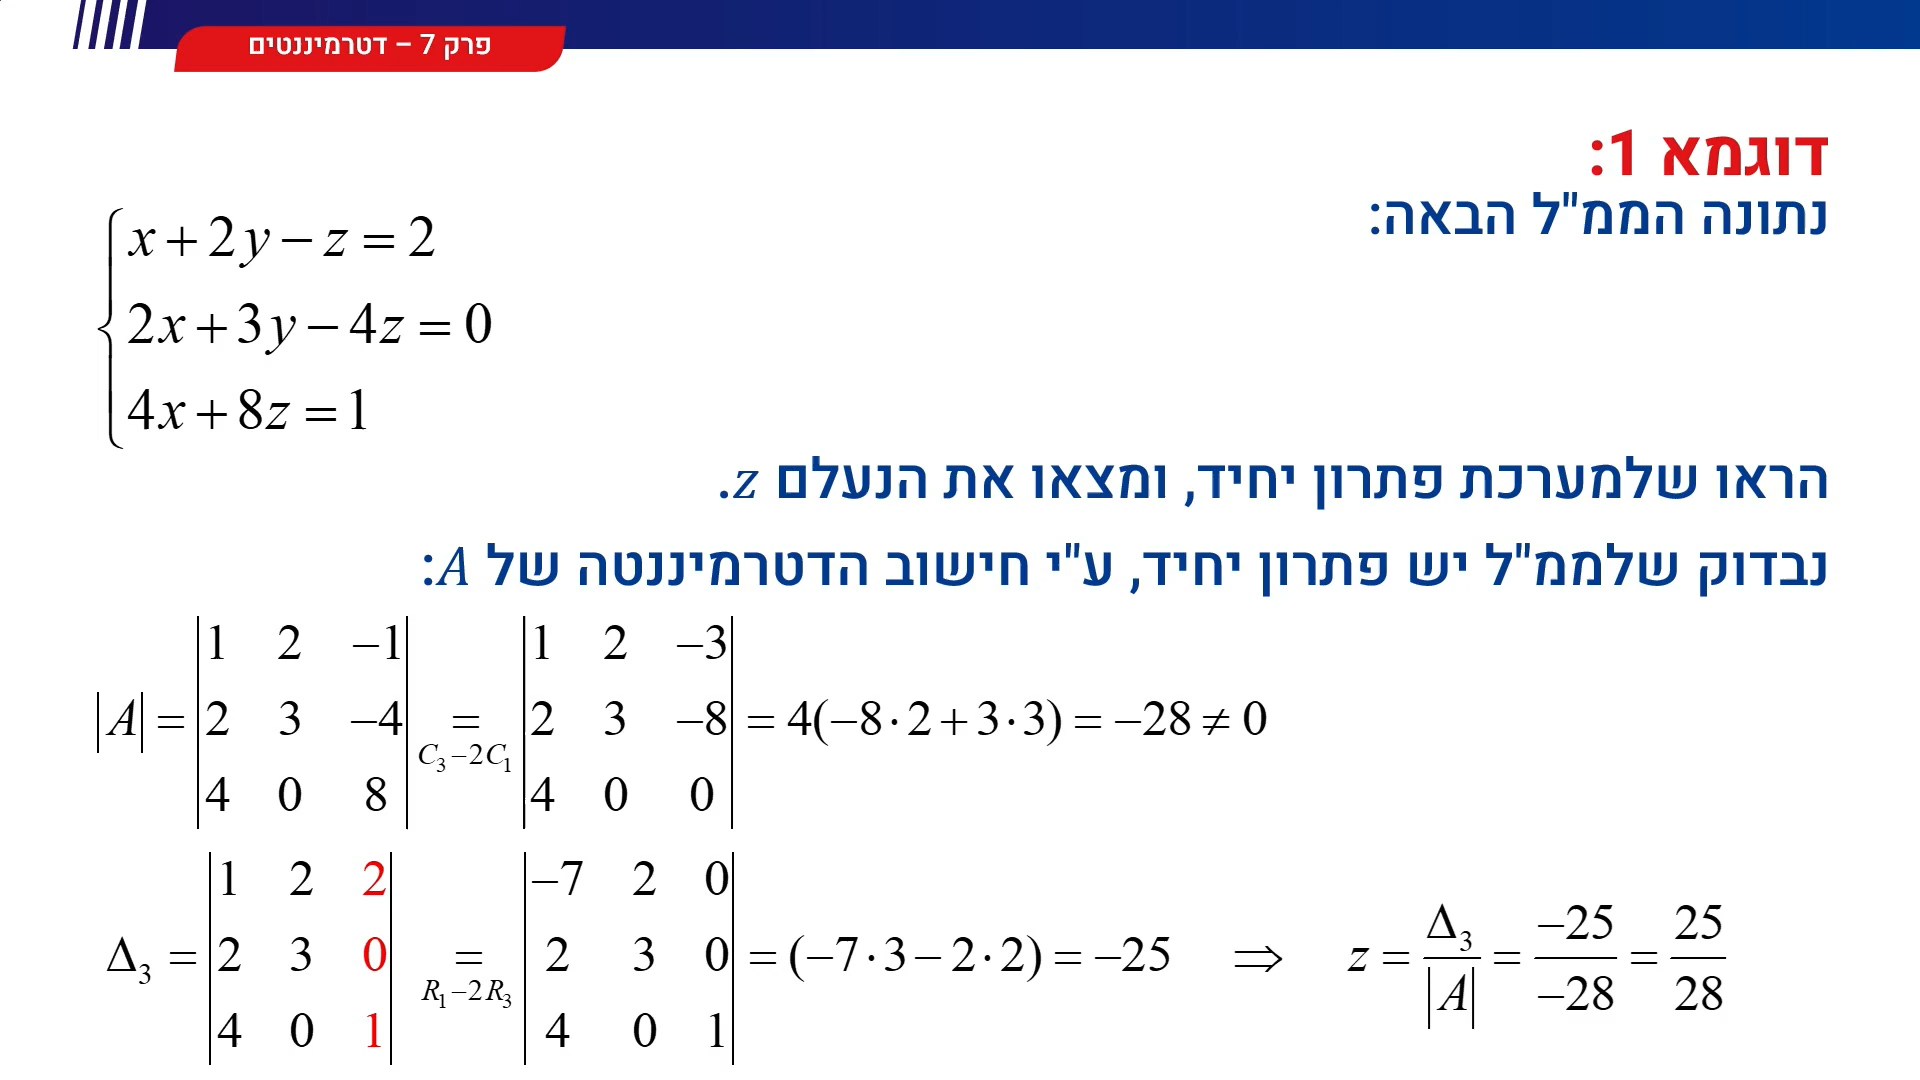 פרק 7 – דטרמיננטים
דוגמא 1:
נתונה הממ"ל הבאה:
x + 2y − z = 2
2x + 3y − 4z = 0
4x + 8z = 1
הראו שלמערכת פתרון יחיד, ומצאו את הנעלם z.
נבדוק שלממ"ל יש פתרון יחיד, ע"י חישוב הדטרמיננטה של A:
|A| = |1 2 −1; 2 3 −4; 4 0 8| =_{C₃−2C₁} |1 2 −3; 2 3 −8; 4 0 0| = 4(−8·2 + 3·3) = −28 ≠ 0
Δ₃ = |1 2 2; 2 3 0; 4 0 1| =_{R₁−2R₃} |−7 2 0; 2 3 0; 4 0 1| = (−7·3 − 2·2) = −25 ⇒ z = Δ₃/|A| = −25/−28 = 25/28